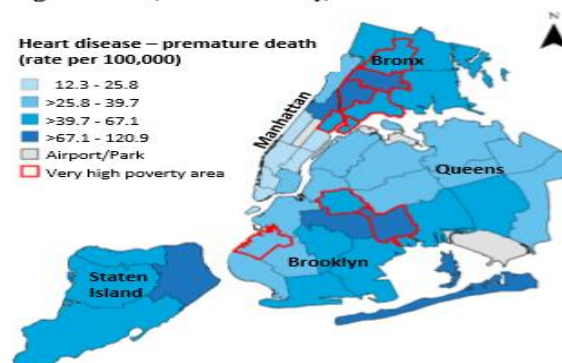 Heart disease – premature death
(rate per 100,000)
12.3 - 25.8
>25.8 - 39.7
>39.7 - 67.1
>67.1 - 120.9
Airport/Park
Very high poverty area
N
Bronx
Manhattan
Queens
Brooklyn
Staten
Island